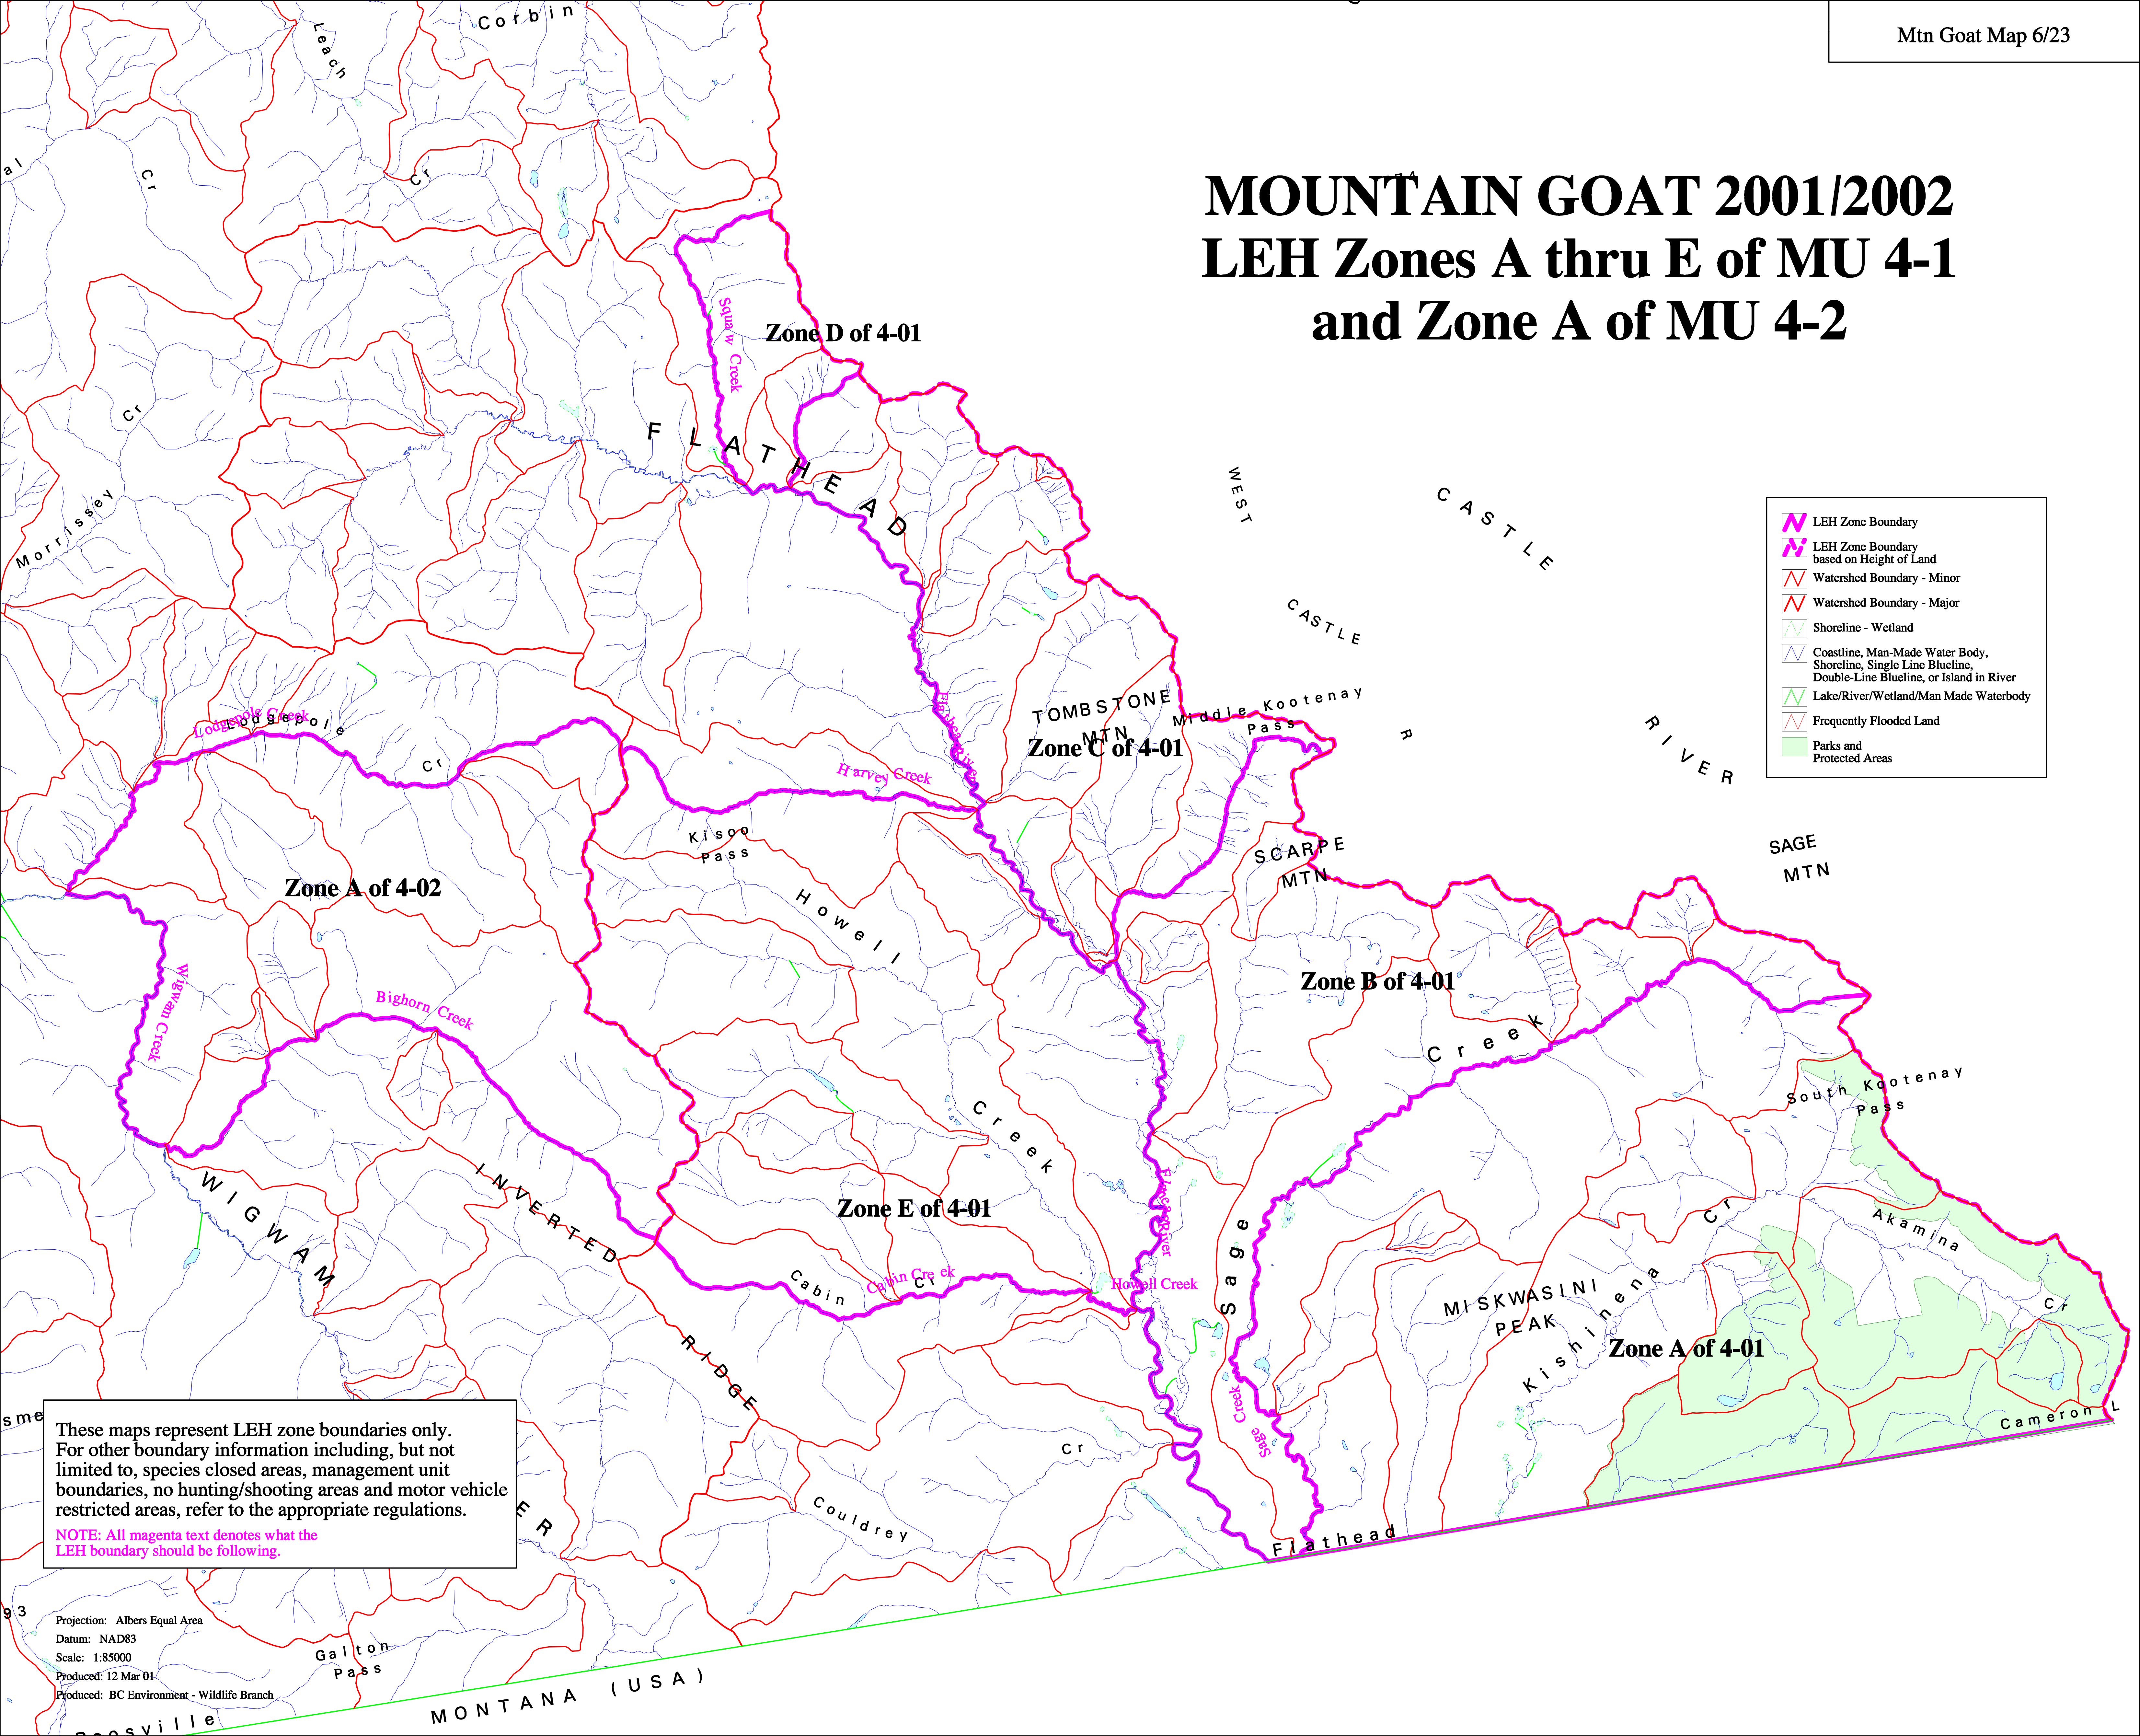 Mtn Goat Map 6/23
MOUNTAIN GOAT 2001/2002
LEH Zones A thru E of MU 4-1
and Zone A of MU 4-2
Corbin
Leach
Cr
Cr
al
Cr
Morrissey
Squaw Creek
Zone D of 4-01
FLATHEAD
WEST
CASTLE
CASTLE
R
RIVER
LEH Zone Boundary
LEH Zone Boundary
based on Height of Land
Watershed Boundary - Minor
Watershed Boundary - Major
Shoreline - Wetland
Coastline, Man-Made Water Body,
Shoreline, Single Line Blueline,
Double-Line Blueline, or Island in River
Lake/River/Wetland/Man Made Waterbody
Frequently Flooded Land
Parks and
Protected Areas
Lodgepole Creek
Lodgepole
Cr
TOMBSTONE
MTN
Zone C of 4-01
Middle Kootenay
Pass
Harvey Creek
Kisoo
Pass
SCARPE
MTN
SAGE
MTN
Zone A of 4-02
Howell
Creek
Zone B of 4-01
Wigwam Creek
Bighorn Creek
Creek
South Kootenay
Pass
WIGWAM
INVERTED
RIDGE
Zone E of 4-01
River
Cabin
Cabin Creek
Cr
Howell Creek
Sage
Cr
Akamina
Cr
MISKWASINI
PEAK
Kishinena
Zone A of 4-01
Sage Creek
Cameron L
sme
These maps represent LEH zone boundaries only.
For other boundary information including, but not
limited to, species closed areas, management unit
boundaries, no hunting/shooting areas and motor vehicle
restricted areas, refer to the appropriate regulations.
NOTE: All magenta text denotes what the
LEH boundary should be following.
ER
Cr
Couldrey
Flathead
93
Projection: Albers Equal Area
Datum: NAD83
Scale: 1:85000
Produced: 12 Mar 01
Produced: BC Environment - Wildlife Branch
Galton
Pass
MONTANA (USA)